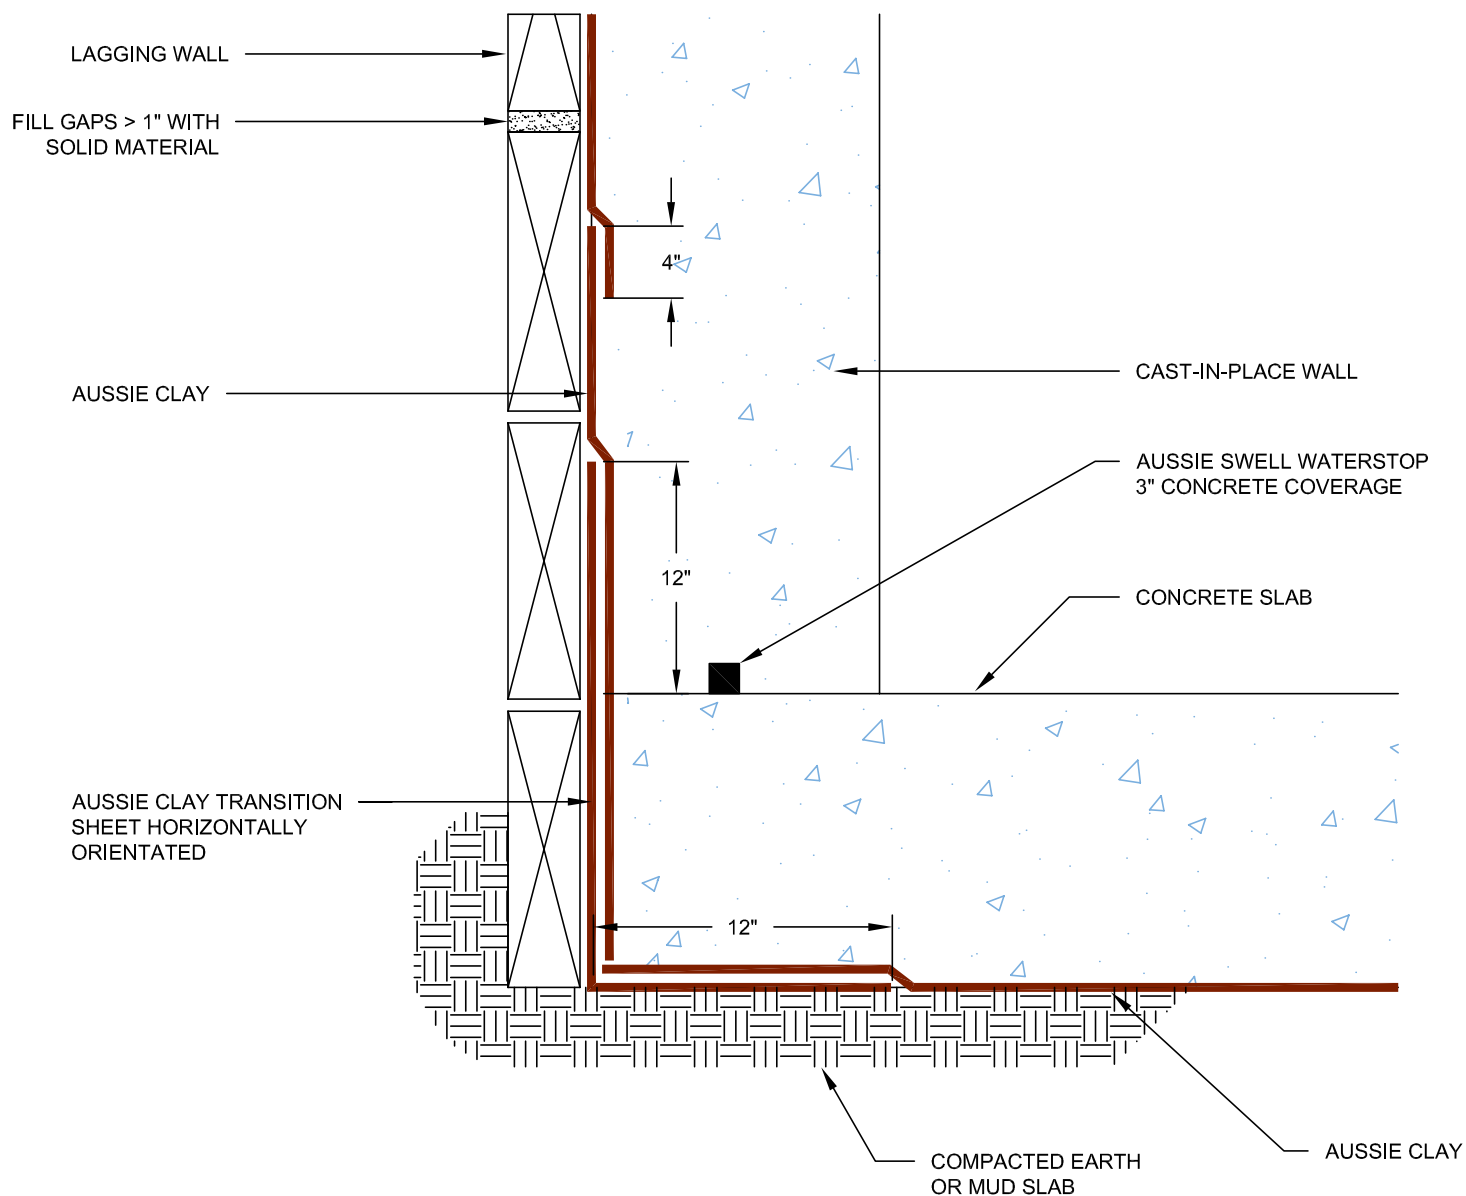 LAGGING WALL
FILL GAPS > 1" WITH
SOLID MATERIAL
4"
CAST-IN-PLACE WALL
AUSSIE CLAY
AUSSIE SWELL WATERSTOP
3" CONCRETE COVERAGE
12"
CONCRETE SLAB
AUSSIE CLAY TRANSITION
SHEET HORIZONTALLY
ORIENTATED
12"
AUSSIE CLAY
COMPACTED EARTH
OR MUD SLAB